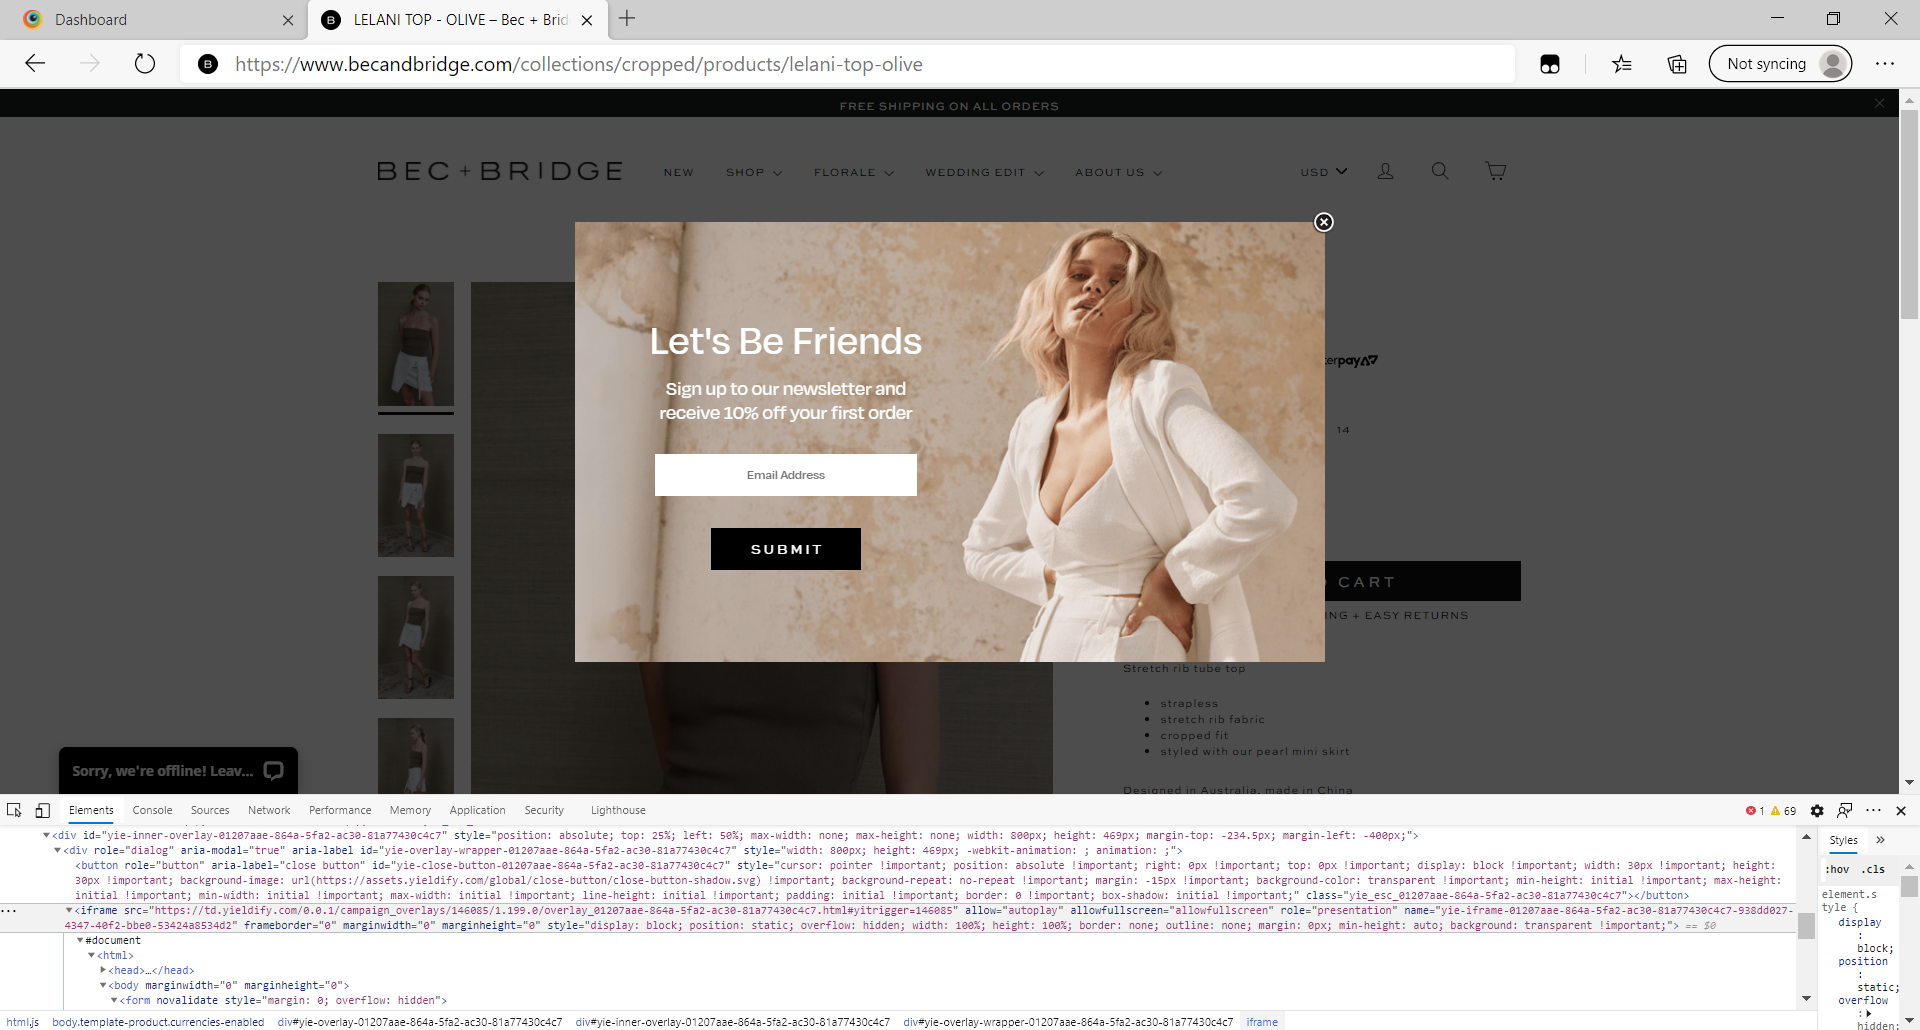 Dashboard
LELANI TOP - OLIVE – Bec + Brid
B
https://www.becandbridge.com/collections/cropped/products/lelani-top-olive
Not syncing
FREE SHIPPING ON ALL ORDERS
BEC + BRIDGE
NEW
SHOP
FLORALE
WEDDING EDIT
ABOUT US
USD
Let's Be Friends
Sign up to our newsletter and
receive 10% off your first order
Email Address
SUBMIT
erpay
14
CART
NG + EASY RETURNS
Stretch rib tube top
• strapless
• stretch rib fabric
• cropped fit
• styled with our pearl mini skirt
Designed in Australia, made in China
Sorry, we're offline! Leav...
Elements Console Sources Network Performance Memory Application Security Lighthouse
1 69
<div id="yie-inner-overlay-01207aae-864a-5fa2-ac30-81a77430c4c7" style="position: absolute; top: 25%; left: 50%; max-width: none; max-height: none; width: 800px; height: 469px; margin-top: -234.5px; margin-left: -400px;">
<div role="dialog" aria-modal="true" aria-label id="yie-overlay-wrapper-01207aae-864a-5fa2-ac30-81a77430c4c7" style="width: 800px; height: 469px; -webkit-animation: ; animation: ;">
<button role="button" aria-label="close button" id="yie-close-button-01207aae-864a-5fa2-ac30-81a77430c4c7" style="cursor: pointer !important; position: absolute !important; right: 0px !important; top: 0px !important; display: block !important; width: 30px !important; height:
30px !important; background-image: url(https://assets.yieldify.com/global/close-button/close-button-shadow.svg) !important; background-repeat: no-repeat !important; margin: -15px !important; background-color: transparent !important; min-height: initial !important; max-height:
initial !important; min-width: initial !important; max-width: initial !important; line-height: initial !important; padding: initial !important; border: 0 !important; box-shadow: initial !important;" class="yie_esc_01207aae-864a-5fa2-ac30-81a77430c4c7"></button>
<iframe src="https://td.yieldify.com/0.0.1/campaign_overlays/146085/1.199.0/overlay_01207aae-864a-5fa2-ac30-81a77430c4c7.html#yitrigger=146085" allow="autoplay" allowfullscreen="allowfullscreen" role="presentation" name="yie-iframe-01207aae-864a-5fa2-ac30-81a77430c4c7-938dd027-
4347-40f2-bbe0-53424a8534d2" frameborder="0" marginwidth="0" marginheight="0" style="display: block; position: static; overflow: hidden; width: 100%; height: 100%; border: none; outline: none; margin: 0px; min-height: auto; background: transparent !important;"> == $0
#document
<html>
<head>…</head>
<body marginwidth="0" marginheight="0">
<form novalidate style="margin: 0; overflow: hidden">
html.js body.template-product.currencies-enabled div#yie-overlay-01207aae-864a-5fa2-ac30-81a77430c4c7 div#yie-inner-overlay-01207aae-864a-5fa2-ac30-81a77430c4c7 div#yie-overlay-wrapper-01207aae-864a-5fa2-ac30-81a77430c4c7 iframe
Styles
:hov .cls
element.s
tyle {
display
:
block;
position
:
static;
overflow
:
hidden;